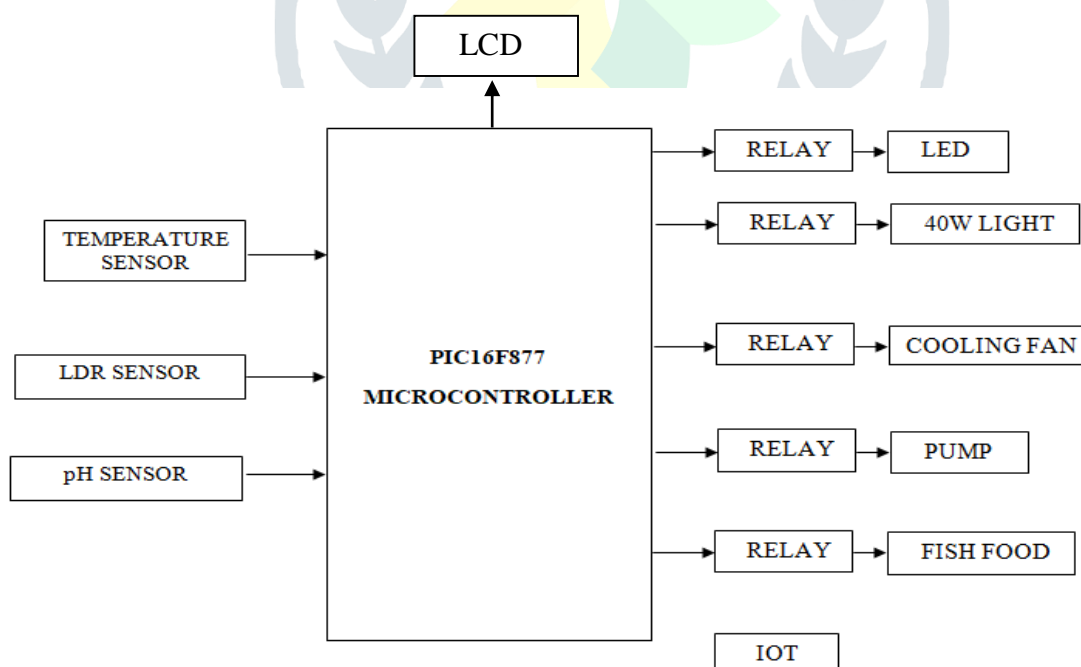 LCD
RELAY
LED
RELAY
40W LIGHT
TEMPERATURE
SENSOR
RELAY
COOLING FAN
PIC16F877
MICROCONTROLLER
LDR SENSOR
RELAY
PUMP
pH SENSOR
RELAY
FISH FOOD
IOT